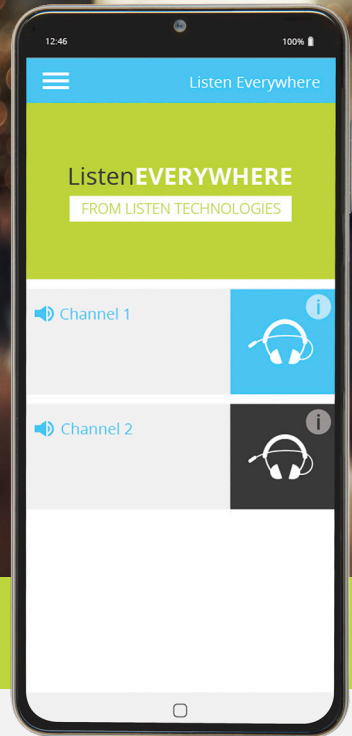 12:46
100%
Listen Everywhere
ListenEVERYWHERE
FROM LISTEN TECHNOLOGIES
Channel 1
i
Channel 2
i